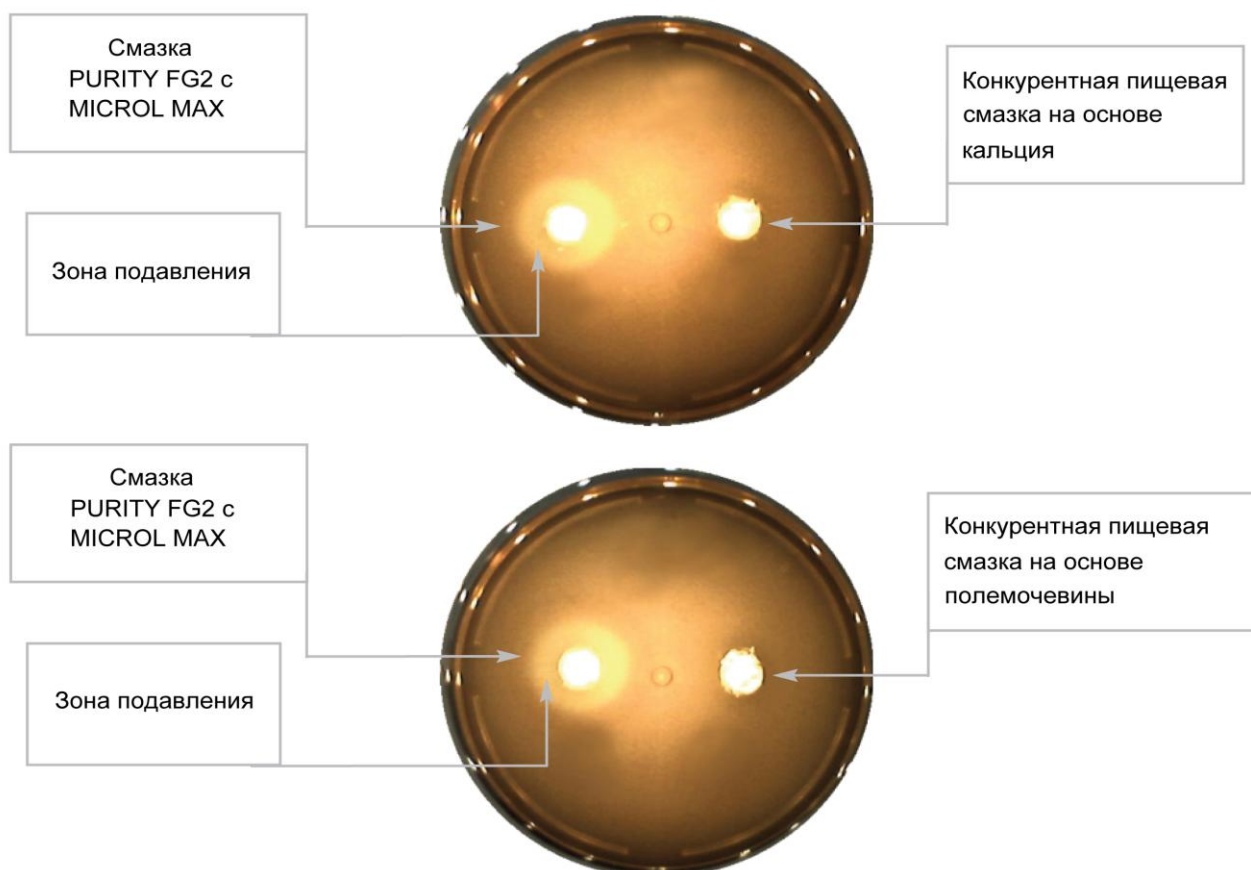 Смазка
PURITY FG2 с
MICROL MAX
Конкурентная пищевая
смазка на основе
кальция
Зона подавления
Смазка
PURITY FG2 с
MICROL MAX
Конкурентная пищевая
смазка на основе
полемочевины
Зона подавления